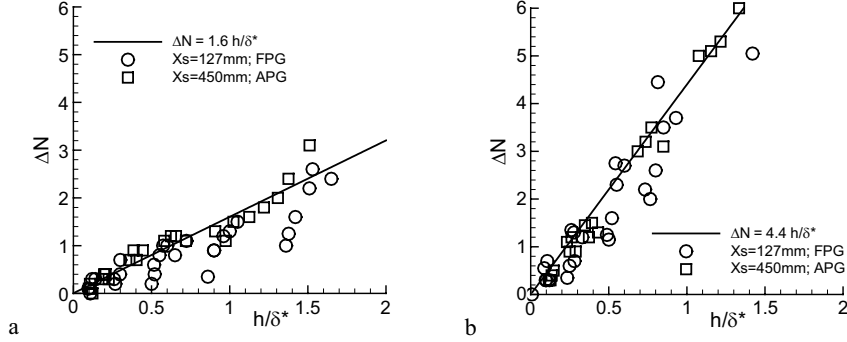 6
5
4
3
2
1
0
ΔN
ΔN = 1.6 h/δ*
Xs=127mm; FPG
Xs=450mm; APG
0 0.5 1 1.5 2
h/δ*
a
6
5
4
3
2
1
0
ΔN
ΔN = 4.4 h/δ*
Xs=127mm; FPG
Xs=450mm; APG
0 0.5 1 1.5 2
h/δ*
b